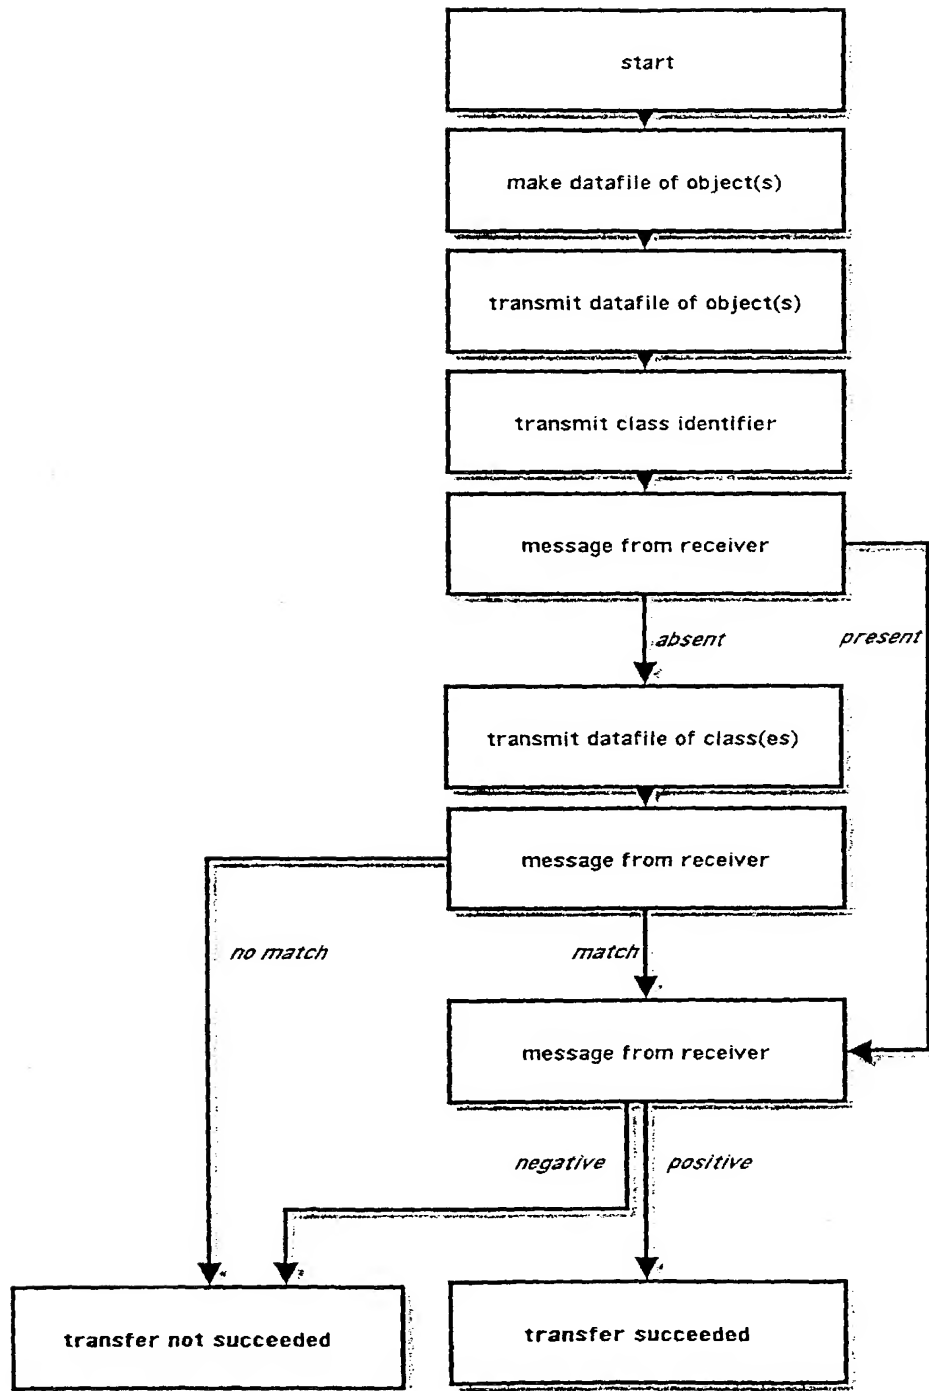 start
make datafile of object(s)
transmit datafile of object(s)
transmit class identifier
message from receiver
absent
present
transmit datafile of class(es)
message from receiver
no match
match
message from receiver
negative
positive
transfer not succeeded
transfer succeeded